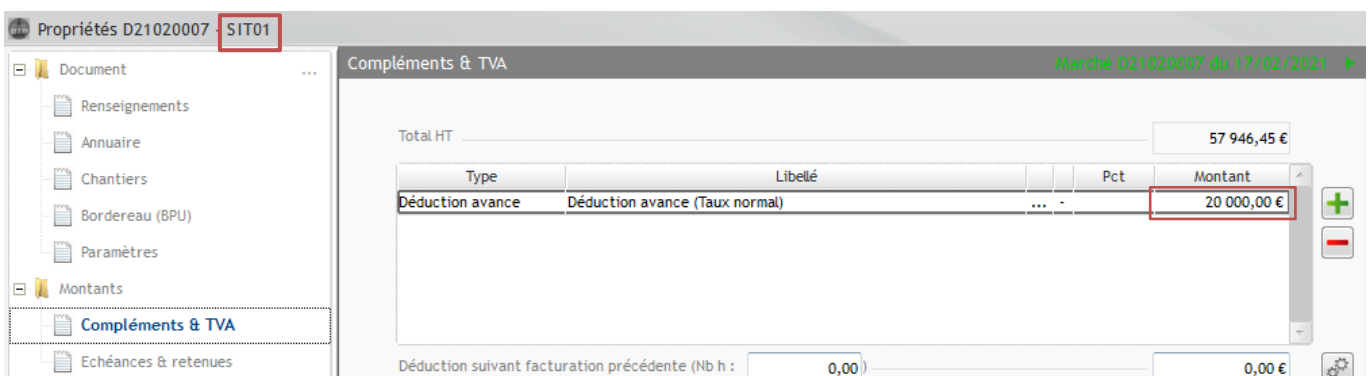 Propriétés D21020007 - SIT01
Document ...
Renseignements
Annuaire
Chantiers
Bordereau (BPU)
Paramètres
Montants
Compléments & TVA
Echéances & retenues
Compléments & TVA Marché D21020007 du 17/02/2021
Total HT 57 946,45 €
Type Libellé Pct Montant
Déduction avance Déduction avance (Taux normal) ... - 20 000,00 €
Déduction suivant facturation précédente (Nb h : 0,00 ) 0,00 €